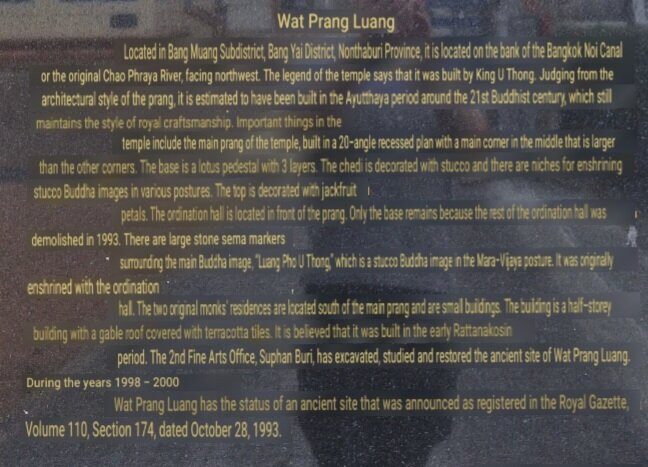 Wat Prang Luang
Located in Bang Muang Subdistrict, Bang Yai District, Nonthaburi Province, it is located on the bank of the Bangkok Noi Canal
or the original Chao Phraya River, facing northwest. The legend of the temple says that it was built by King U Thong. Judging from the
architectural style of the prang, it is estimated to have been built in the Ayutthaya period around the 21st Buddhist century, which still
maintains the style of royal craftsmanship. Important things in the
temple include the main prang of the temple, built in a 20-angle recessed plan with a main corner in the middle that is larger
than the other corners. The base is a lotus pedestal with 3 layers. The chedi is decorated with stucco and there are niches for enshrining
stucco Buddha images in various postures. The top is decorated with jackfruit
petals. The ordination hall is located in front of the prang. Only the base remains because the rest of the ordination hall was
demolished in 1993. There are large stone sema markers
surrounding the main Buddha image, "Luang Pho U Thong," which is a stucco Buddha image in the Mara-Vijaya posture. It was originally
enshrined with the ordination
hall. The two original monks' residences are located south of the main prang and are small buildings. The building is a half-storey
building with a gable roof covered with terracotta tiles. It is believed that it was built in the early Rattanakosin
period. The 2nd Fine Arts Office, Suphan Buri, has excavated, studied and restored the ancient site of Wat Prang Luang.
During the years 1998 - 2000
Wat Prang Luang has the status of an ancient site that was announced as registered in the Royal Gazette,
Volume 110, Section 174, dated October 28, 1993.